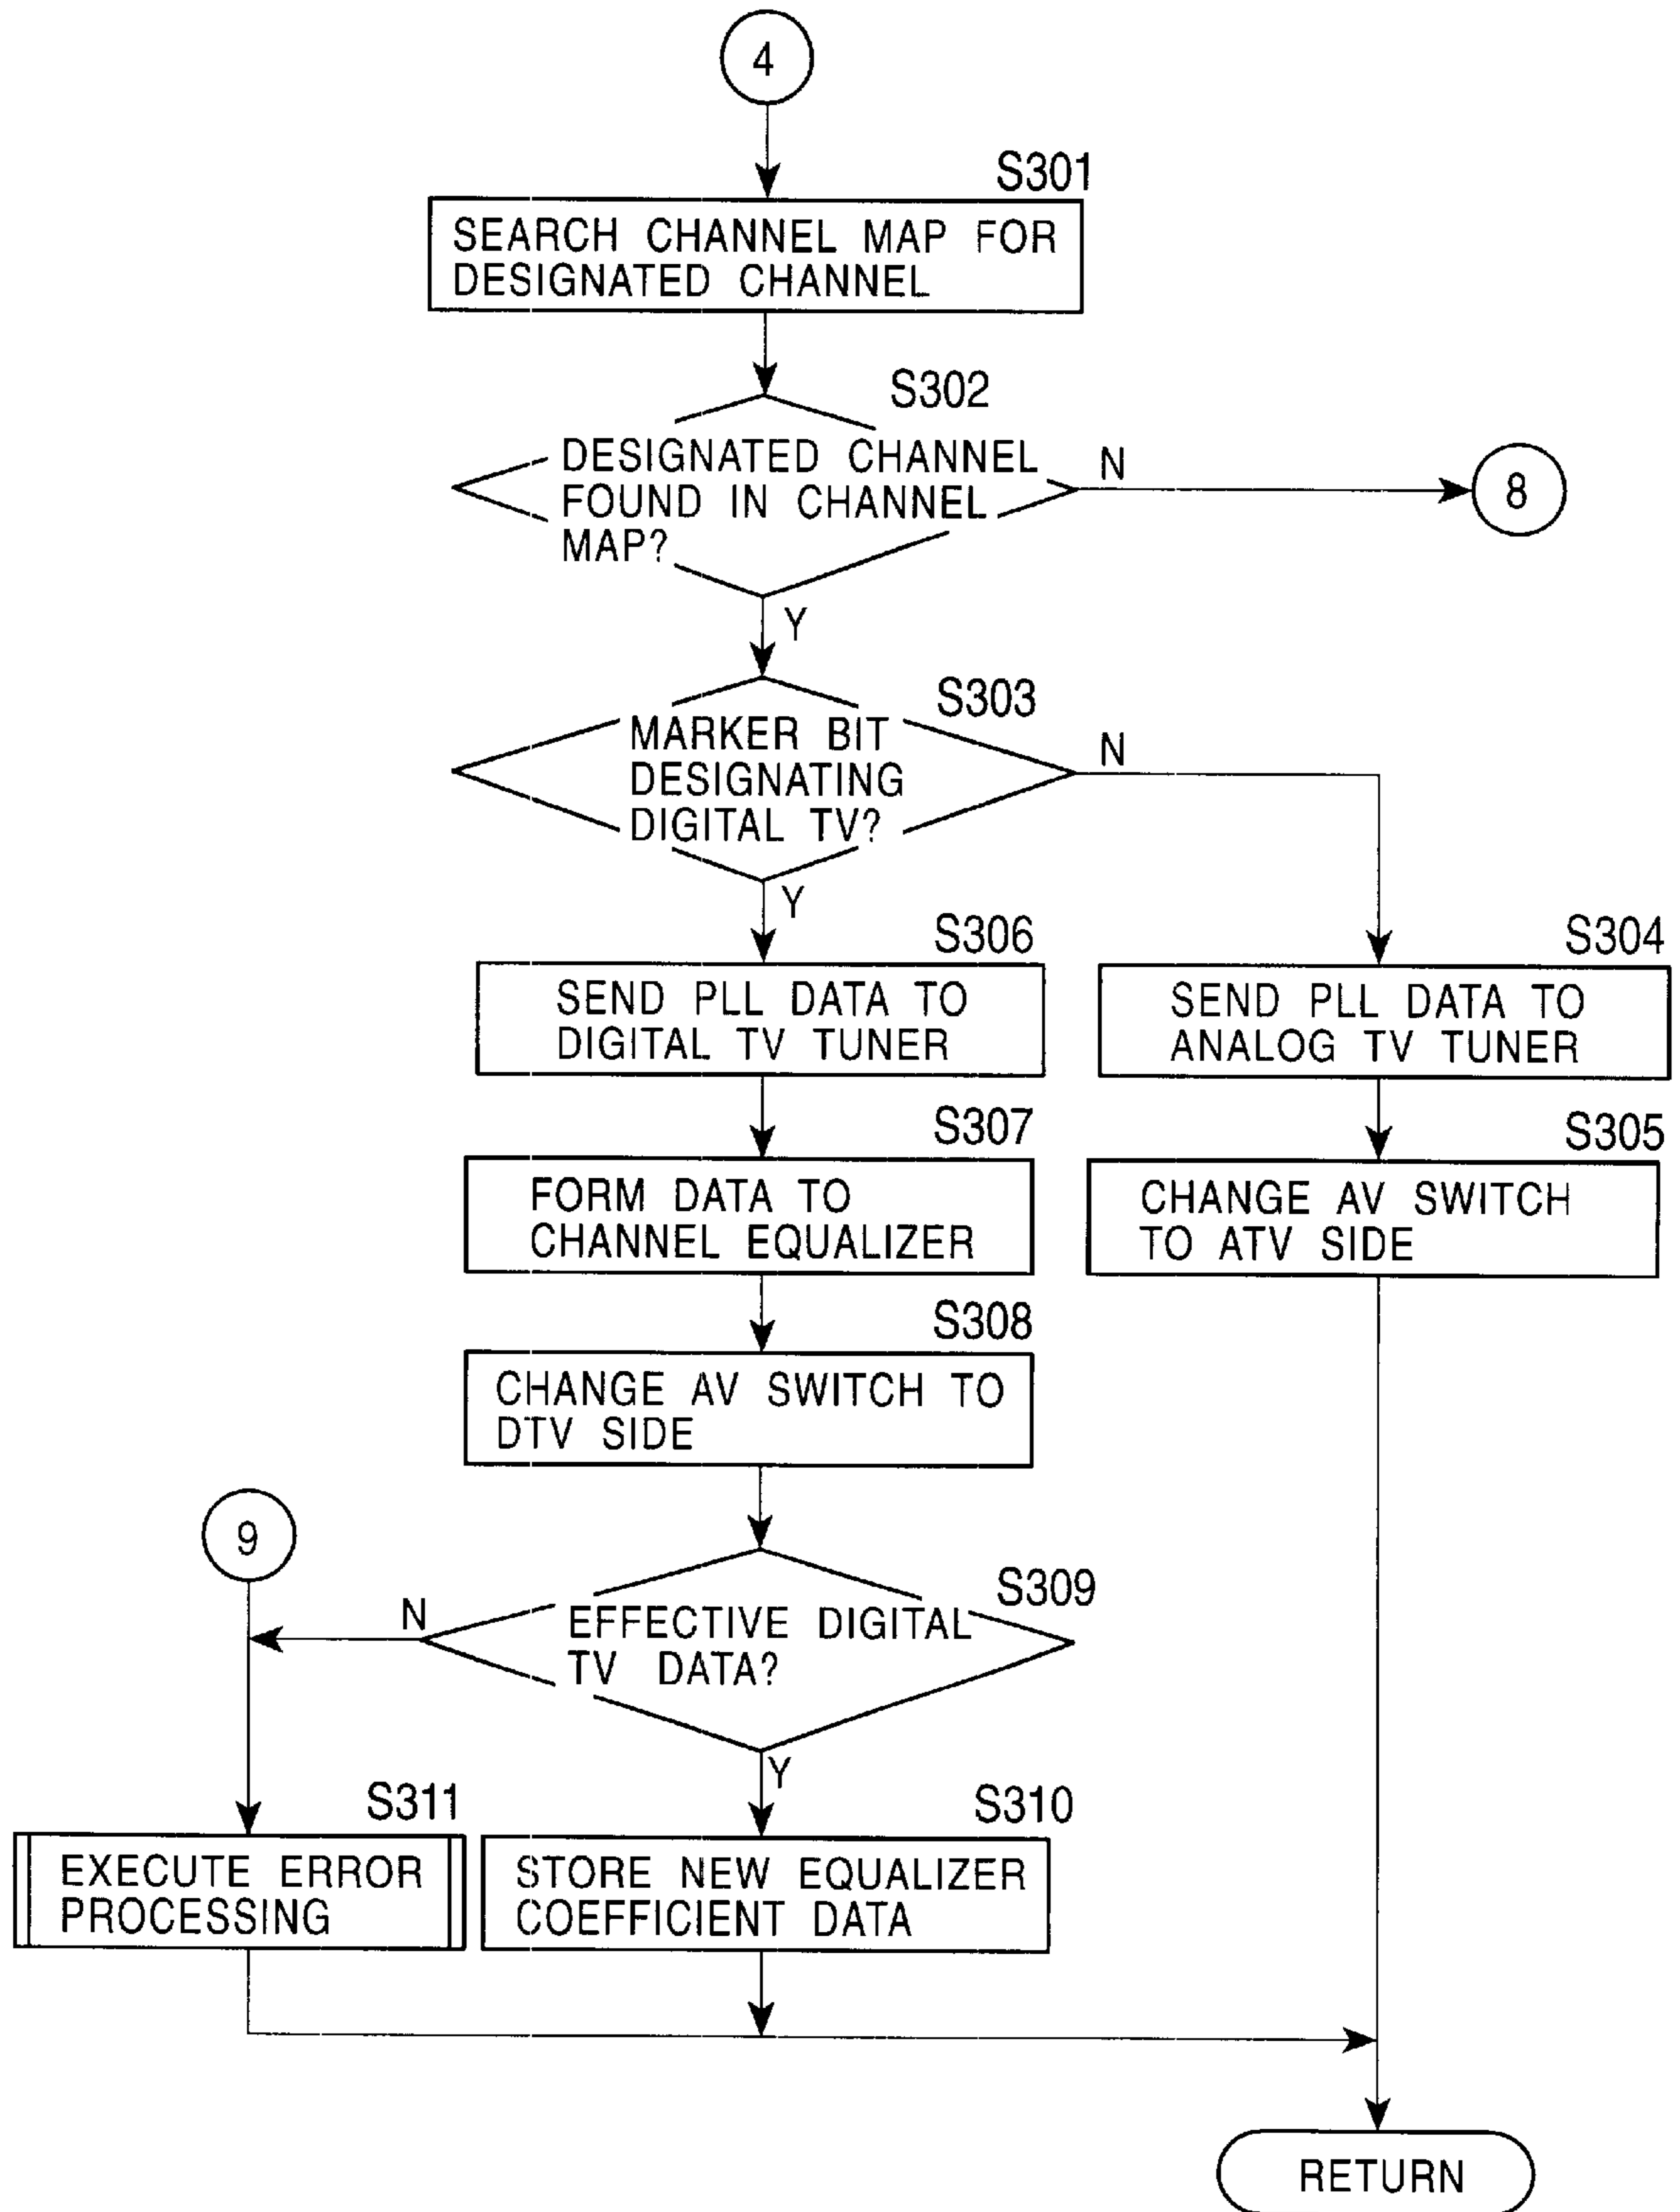 4
S301
SEARCH CHANNEL MAP FOR
DESIGNATED CHANNEL
S302
DESIGNATED CHANNEL
FOUND IN CHANNEL
MAP?
N
8
Y
S303
MARKER BIT
DESIGNATING
DIGITAL TV?
N
Y
S306
SEND PLL DATA TO
DIGITAL TV TUNER
S304
SEND PLL DATA TO
ANALOG TV TUNER
S307
FORM DATA TO
CHANNEL EQUALIZER
S305
CHANGE AV SWITCH
TO ATV SIDE
S308
CHANGE AV SWITCH TO
DTV SIDE
9
S309
N
EFFECTIVE DIGITAL
TV DATA?
Y
S311
EXECUTE ERROR
PROCESSING
S310
STORE NEW EQUALIZER
COEFFICIENT DATA
RETURN